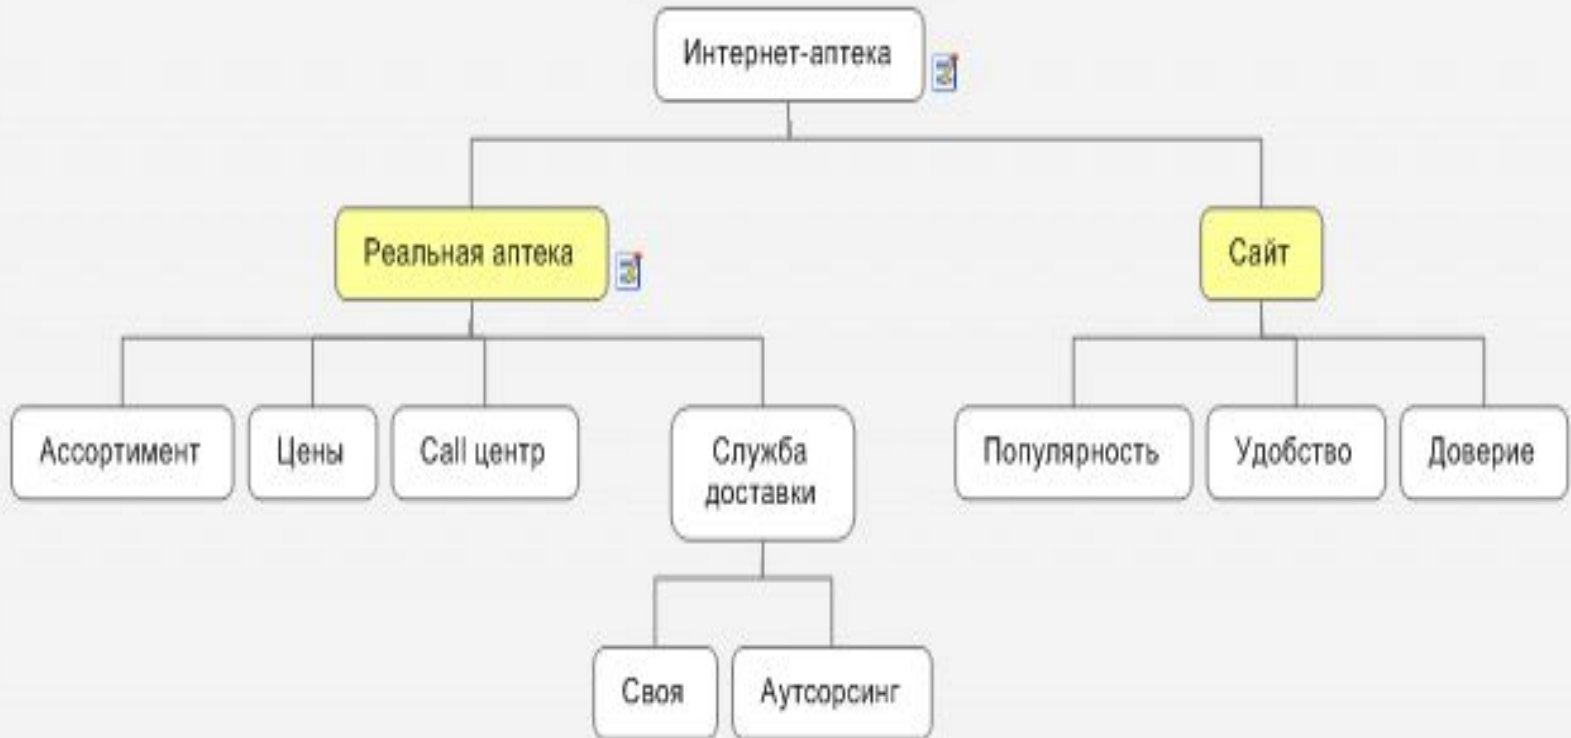 Интернет-аптека
Реальная аптека
Сайт
Ассортимент
Цены
Call центр
Служба
доставки
Популярность
Удобство
Доверие
Своя
Аутсорсинг